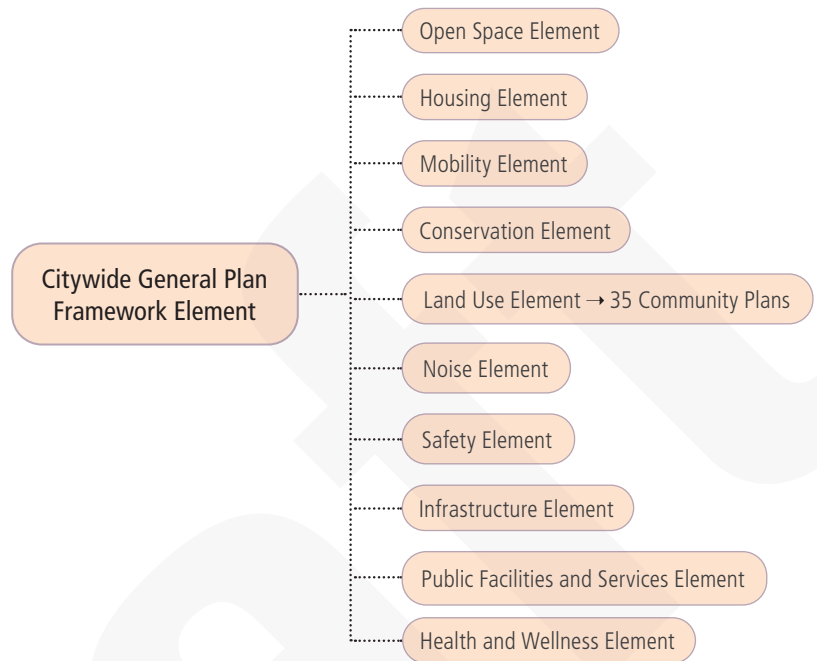 Open Space Element
Housing Element
Mobility Element
Conservation Element
Citywide General Plan
Framework Element
Land Use Element → 35 Community Plans
Noise Element
Safety Element
Infrastructure Element
Public Facilities and Services Element
Health and Wellness Element